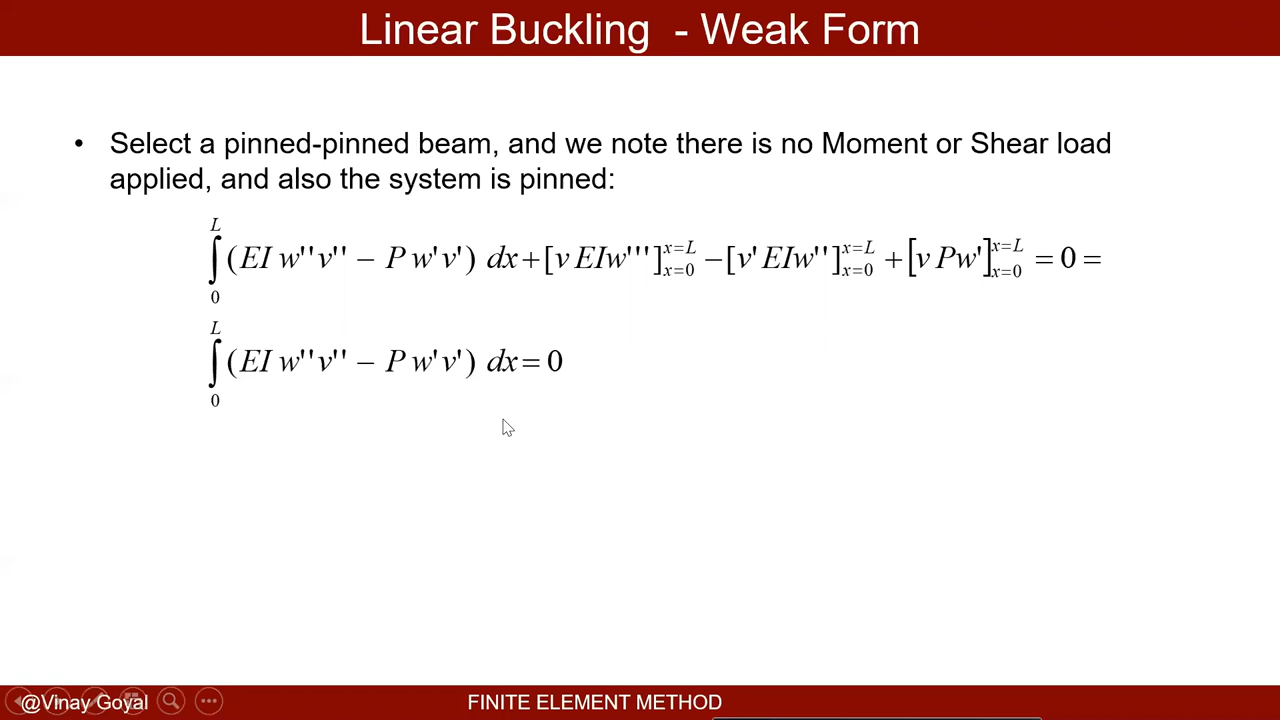 Linear Buckling - Weak Form
• Select a pinned-pinned beam, and we note there is no Moment or Shear load
applied, and also the system is pinned:
∫₀ᴸ (EI w''v'' − P w'v') dx + [v EIw''']ₓ₌₀ˣ⁼ᴸ − [v' EIw'']ₓ₌₀ˣ⁼ᴸ + [v Pw']ₓ₌₀ˣ⁼ᴸ = 0 =
∫₀ᴸ (EI w''v'' − P w'v') dx = 0
@Vinay Goyal
FINITE ELEMENT METHOD